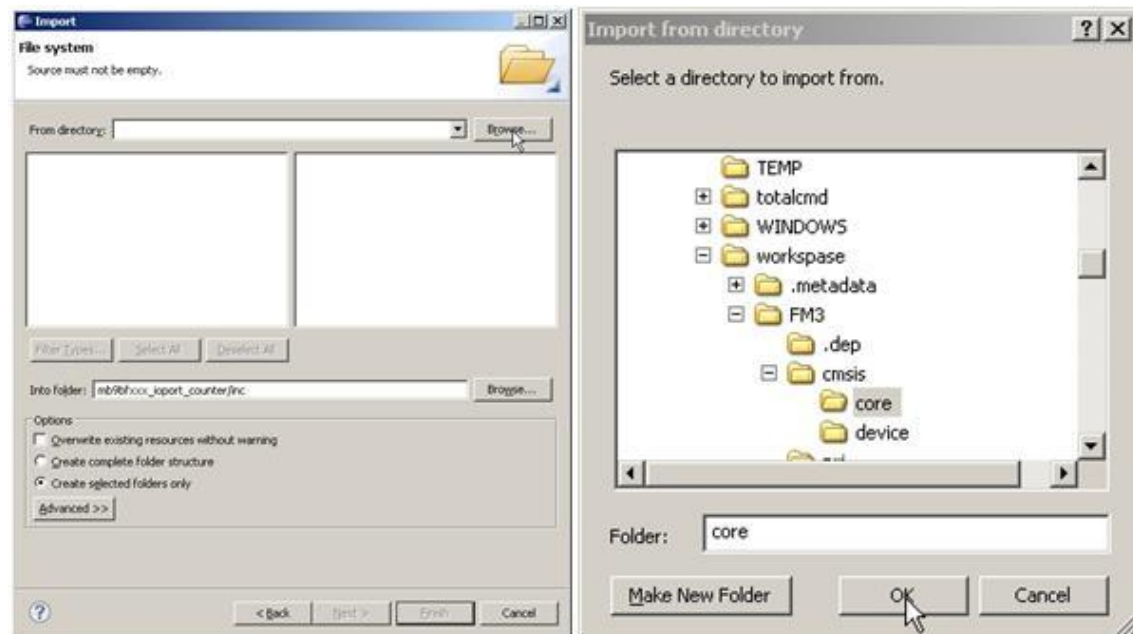 Import
File system
Source must not be empty.
From directory:
Browse...
Filter Types...
Select All
Deselect All
Into folder:
mb9bfxxx_ioport_counter/inc
Browse...
Options
Overwrite existing resources without warning
Create complete folder structure
Create selected folders only
Advanced >>
?
< Back
Next >
Finish
Cancel
Import from directory
Select a directory to import from.
TEMP
totalcmd
WINDOWS
workspase
.metadata
FM3
.dep
cmsis
core
device
Folder:
core
Make New Folder
OK
Cancel